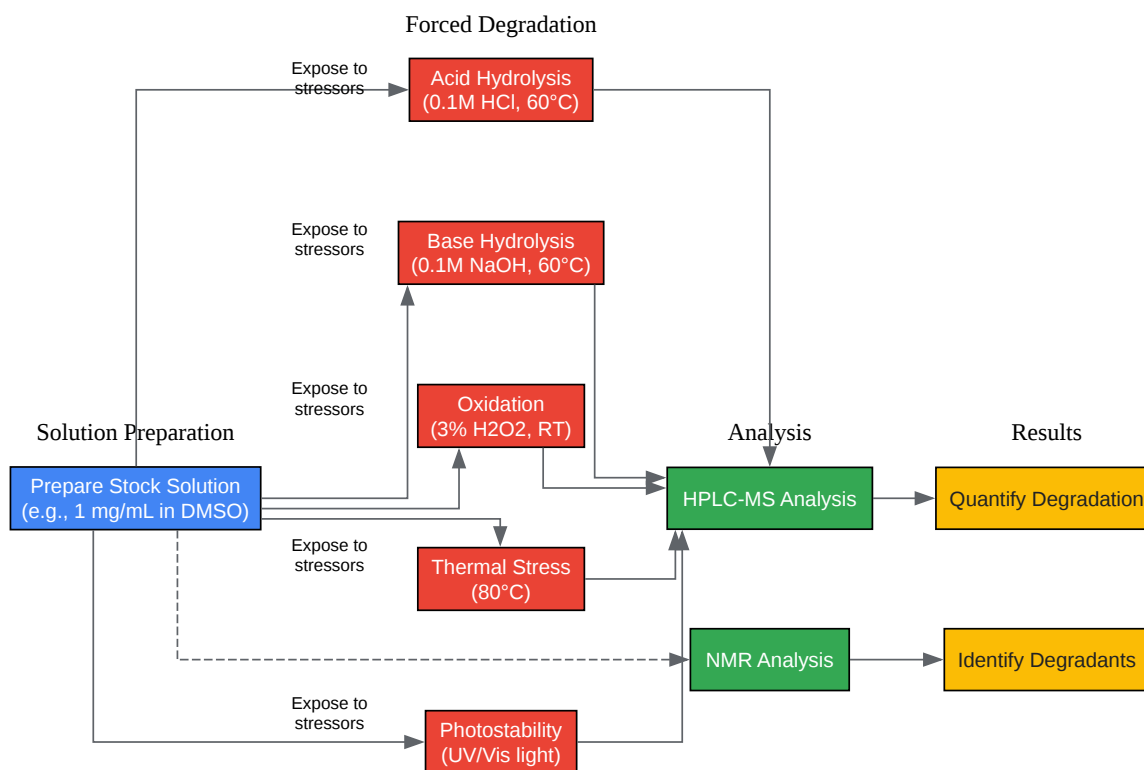 Forced Degradation
Expose to
stressors
Acid Hydrolysis
(0.1M HCl, 60°C)
Expose to
stressors
Base Hydrolysis
(0.1M NaOH, 60°C)
Expose to
stressors
Oxidation
(3% H2O2, RT)
Solution Preparation
Analysis
Results
Prepare Stock Solution
(e.g., 1 mg/mL in DMSO)
HPLC-MS Analysis
Quantify Degradation
Expose to
stressors
Thermal Stress
(80°C)
NMR Analysis
Identify Degradants
Expose to
stressors
Photostability
(UV/Vis light)